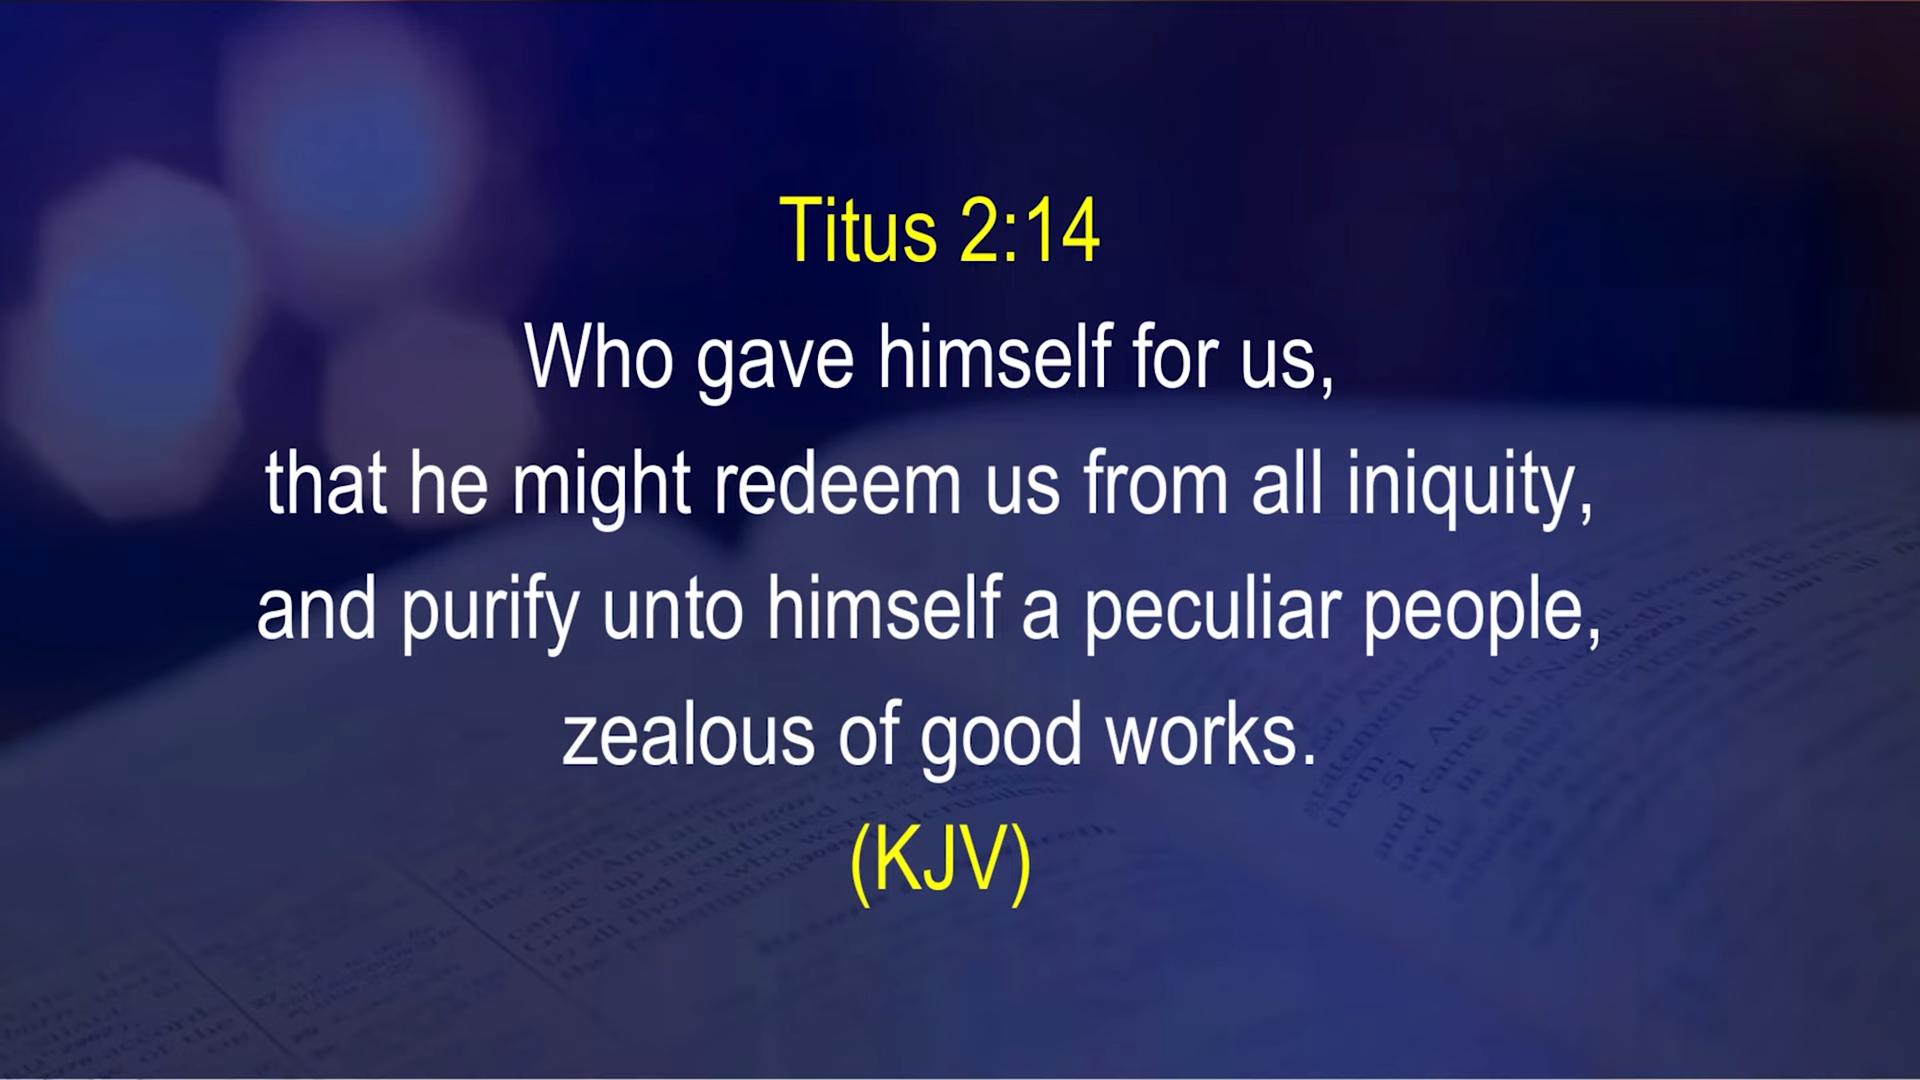 Titus 2:14
Who gave himself for us,
that he might redeem us from all iniquity,
and purify unto himself a peculiar people,
zealous of good works.
(KJV)